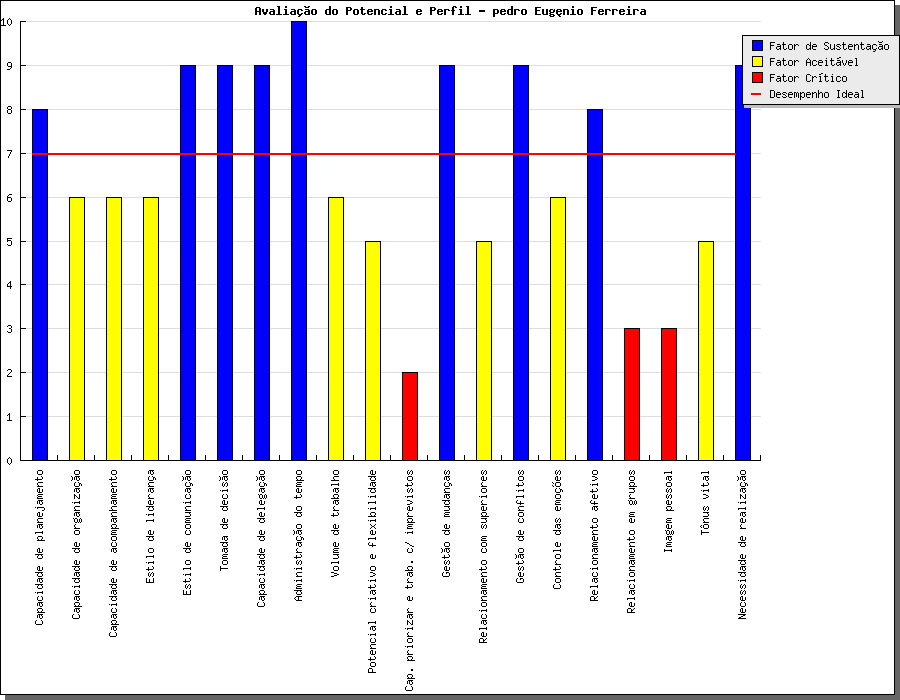 Avaliação do Potencial e Perfil - pedro Eugęnio Ferreira
10
9
8
7
6
5
4
3
2
1
0
Fator de Sustentação
Fator Aceitável
Fator Crítico
Desempenho Ideal
Capacidade de planejamento
Capacidade de organização
Capacidade de acompanhamento
Estilo de liderança
Estilo de comunicação
Tomada de decisão
Capacidade de delegação
Administração do tempo
Volume de trabalho
Potencial criativo e flexibilidade
Cap. priorizar e trab. c/ imprevistos
Gestão de mudanças
Relacionamento com superiores
Gestão de conflitos
Controle das emoções
Relacionamento afetivo
Relacionamento em grupos
Imagem pessoal
Tônus vital
Necessidade de realização